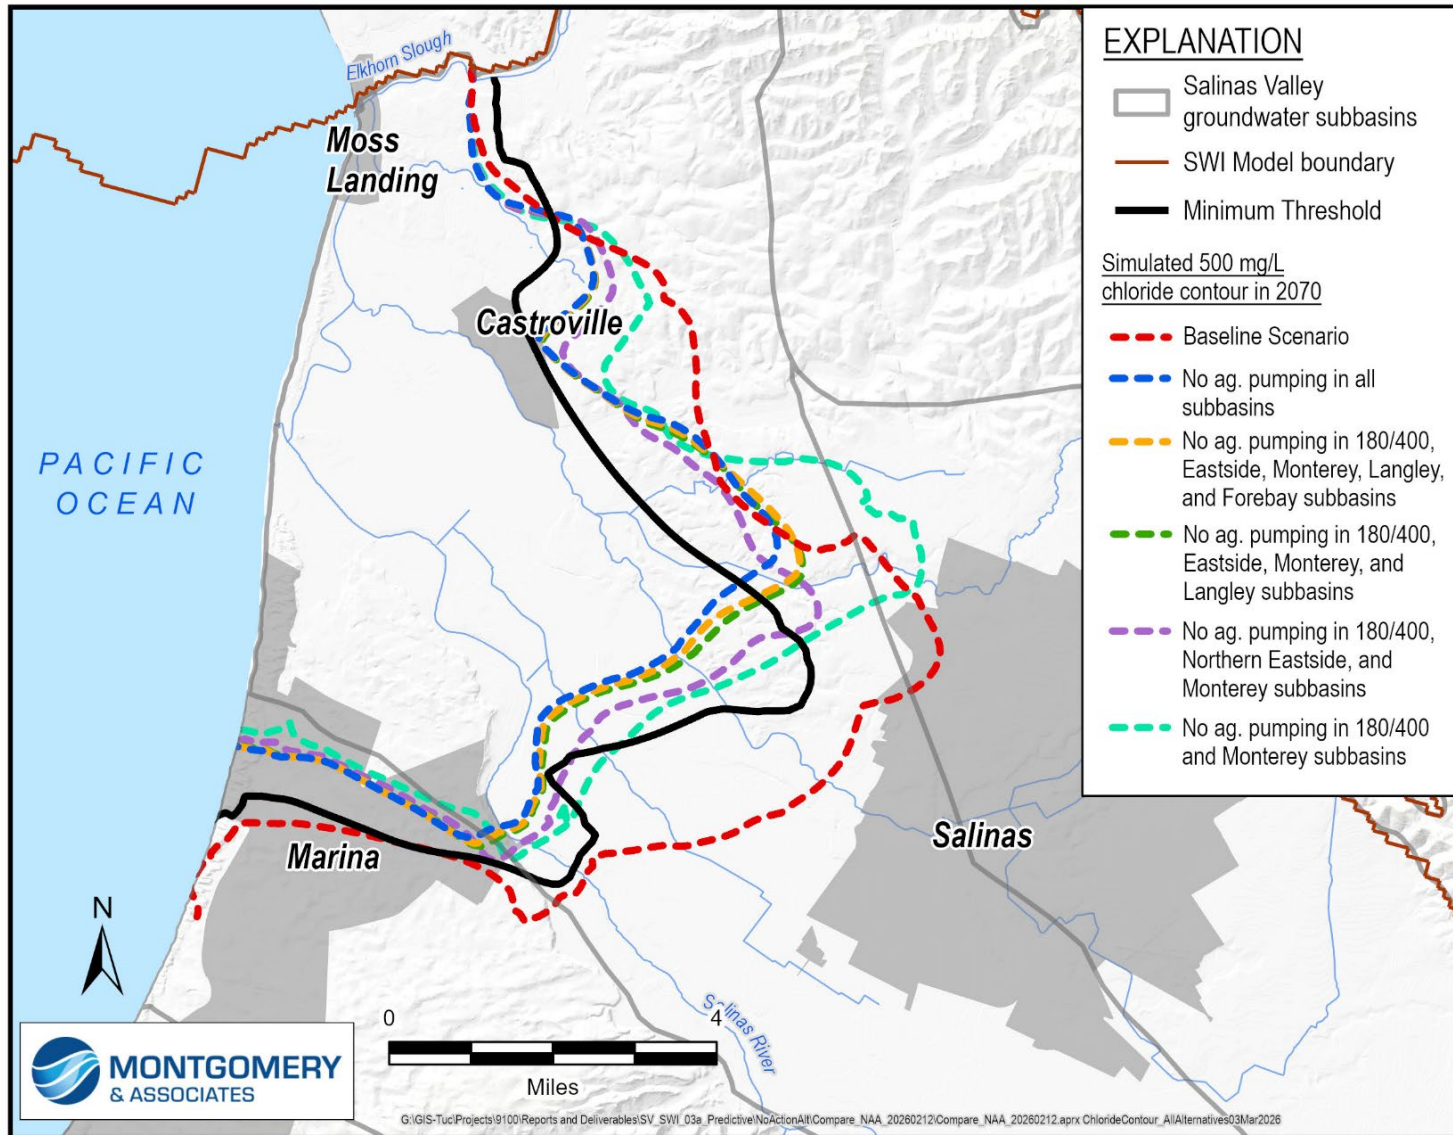 Elkhorn Slough
Moss
Landing
Castroville
PACIFIC
OCEAN
Marina
Salinas
Salinas River
N
0
4
Miles
MONTGOMERY
& ASSOCIATES
G:\GIS-Tuc\Projects\9100\Reports and Deliverables\SV_SWI_03a_Predictive\NoActionAlt\Compare_NAA_20260212\Compare_NAA_20260212.aprx ChlorideContour_AllAlternatives03Mar2026
EXPLANATION
Salinas Valley
groundwater subbasins
SWI Model boundary
Minimum Threshold
Simulated 500 mg/L
chloride contour in 2070
Baseline Scenario
No ag. pumping in all
subbasins
No ag. pumping in 180/400,
Eastside, Monterey, Langley,
and Forebay subbasins
No ag. pumping in 180/400,
Eastside, Monterey, and
Langley subbasins
No ag. pumping in 180/400,
Northern Eastside, and
Monterey subbasins
No ag. pumping in 180/400
and Monterey subbasins